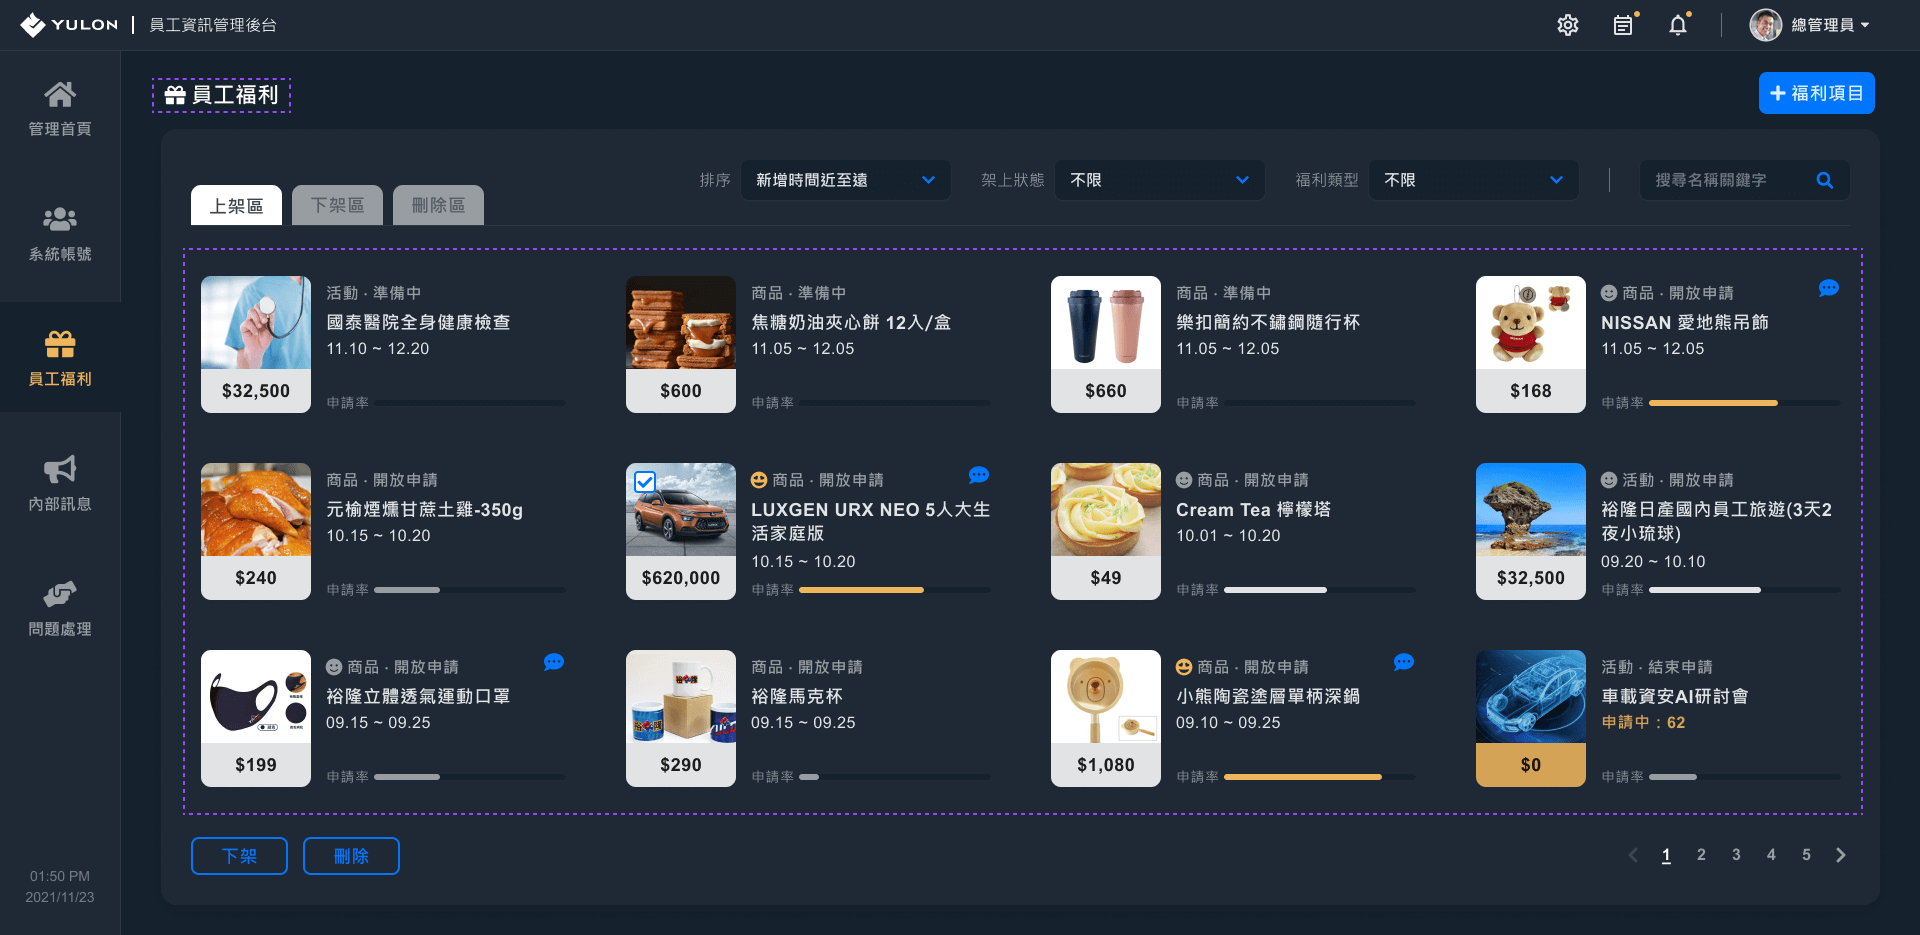 YULON
員工資訊管理後台
總管理員
管理首頁
系統帳號
員工福利
內部訊息
問題處理
01:50 PM
2021/11/23
員工福利
福利項目
上架區
下架區
刪除區
排序
新增時間近至遠
架上狀態
不限
福利類型
不限
搜尋名稱關鍵字
活動 · 準備中
國泰醫院全身健康檢查
11.10 ~ 12.20
$32,500
申請率
商品 · 準備中
焦糖奶油夾心餅 12入/盒
11.05 ~ 12.05
$600
申請率
商品 · 準備中
樂扣簡約不鏽鋼隨行杯
11.05 ~ 12.05
$660
申請率
商品 · 開放申請
NISSAN 愛地熊吊飾
11.05 ~ 12.05
$168
申請率
商品 · 開放申請
元榆煙燻甘蔗土雞-350g
10.15 ~ 10.20
$240
申請率
商品 · 開放申請
LUXGEN URX NEO 5人大生
活家庭版
10.15 ~ 10.20
$620,000
申請率
商品 · 開放申請
Cream Tea 檸檬塔
10.01 ~ 10.20
$49
申請率
活動 · 開放申請
裕隆日產國內員工旅遊(3天2
夜小琉球)
09.20 ~ 10.10
$32,500
申請率
商品 · 開放申請
裕隆立體透氣運動口罩
09.15 ~ 09.25
$199
申請率
商品 · 開放申請
裕隆馬克杯
09.15 ~ 09.25
$290
申請率
商品 · 開放申請
小熊陶瓷塗層單柄深鍋
09.10 ~ 09.25
$1,080
申請率
活動 · 結束申請
車載資安AI研討會
申請中：62
$0
申請率
下架
刪除
1
2
3
4
5